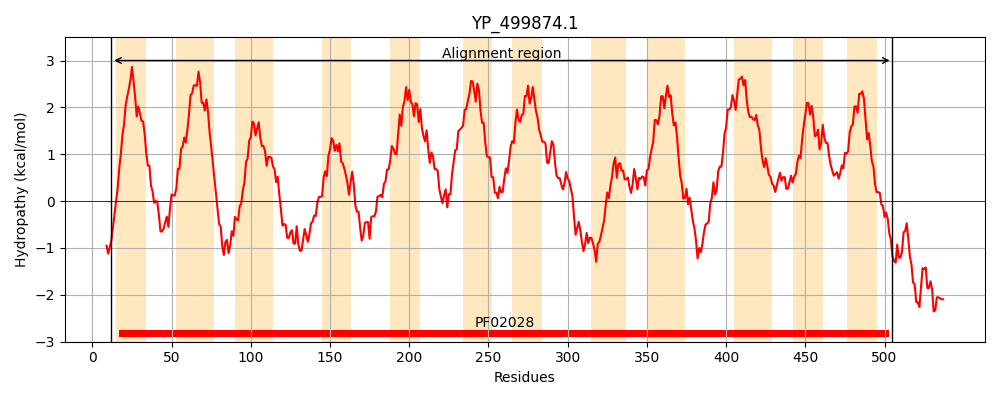 YP_499874.1
Alignment region
Hydropathy (kcal/mol)
3
2
1
0
−1
−2
−3
PF02028
0 50 100 150 200 250 300 350 400 450 500
Residues